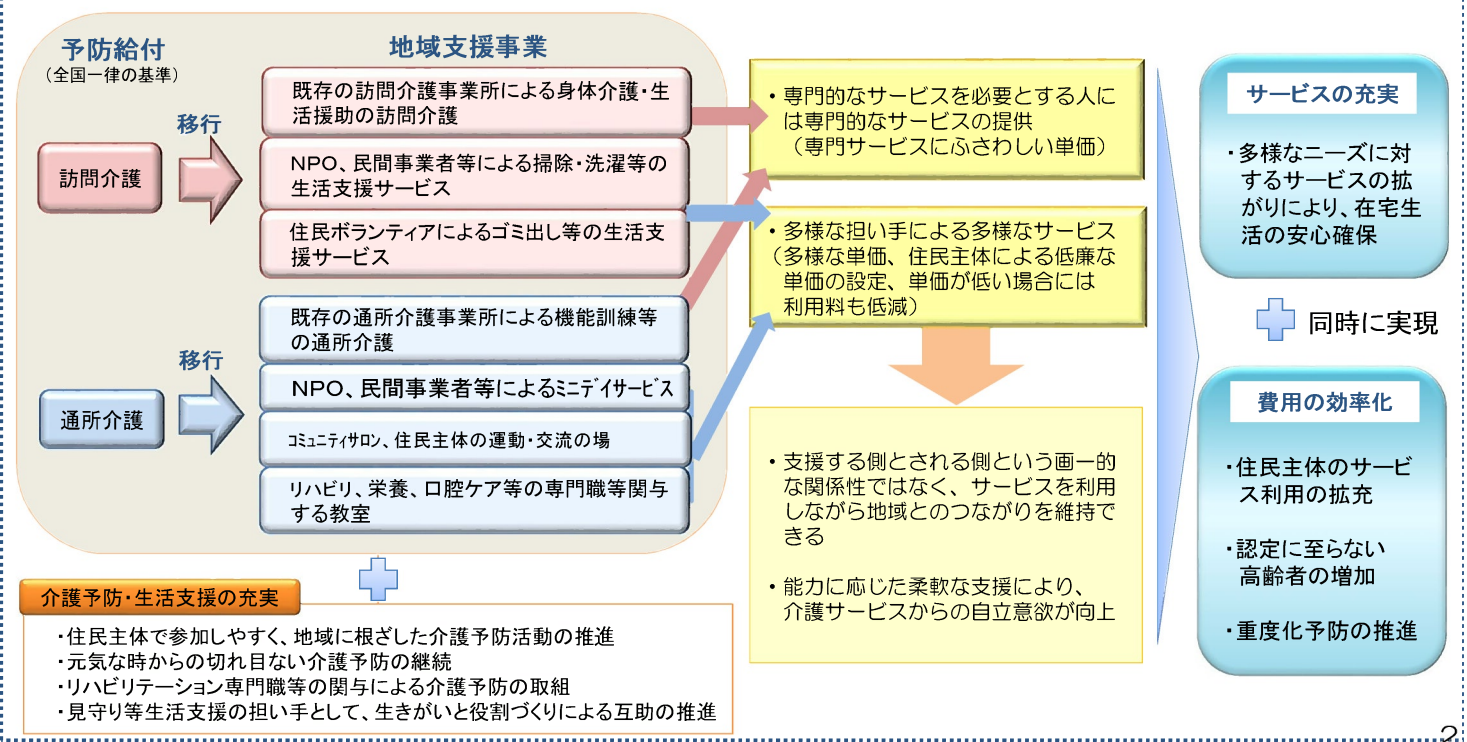 予防給付
(全国一律の基準)
地域支援事業
移行
訪問介護
既存の訪問介護事業所による身体介護・生
活援助の訪問介護
NPO、民間事業者等による掃除・洗濯等の
生活支援サービス
住民ボランティアによるゴミ出し等の生活支
援サービス
移行
通所介護
既存の通所介護事業所による機能訓練等
の通所介護
NPO、民間事業者等によるミニデイサービス
コミュニティサロン、住民主体の運動・交流の場
リハビリ、栄養、口腔ケア等の専門職等関与
する教室
介護予防・生活支援の充実
・住民主体で参加しやすく、地域に根ざした介護予防活動の推進
・元気な時からの切れ目ない介護予防の継続
・リハビリテーション専門職等の関与による介護予防の取組
・見守り等生活支援の担い手として、生きがいと役割づくりによる互助の推進
・専門的なサービスを必要とする人に
は専門的なサービスの提供
（専門サービスにふさわしい単価）
・多様な担い手による多様なサービス
（多様な単価、住民主体による低廉な
単価の設定、単価が低い場合には
利用料も低減）
・支援する側とされる側という画一的
な関係性ではなく、サービスを利用
しながら地域とのつながりを維持で
きる
・能力に応じた柔軟な支援により、
介護サービスからの自立意欲が向上
サービスの充実
・多様なニーズに対
するサービスの拡
がりにより、在宅生
活の安心確保
同時に実現
費用の効率化
・住民主体のサービ
ス利用の拡充
・認定に至らない
高齢者の増加
・重度化予防の推進
2